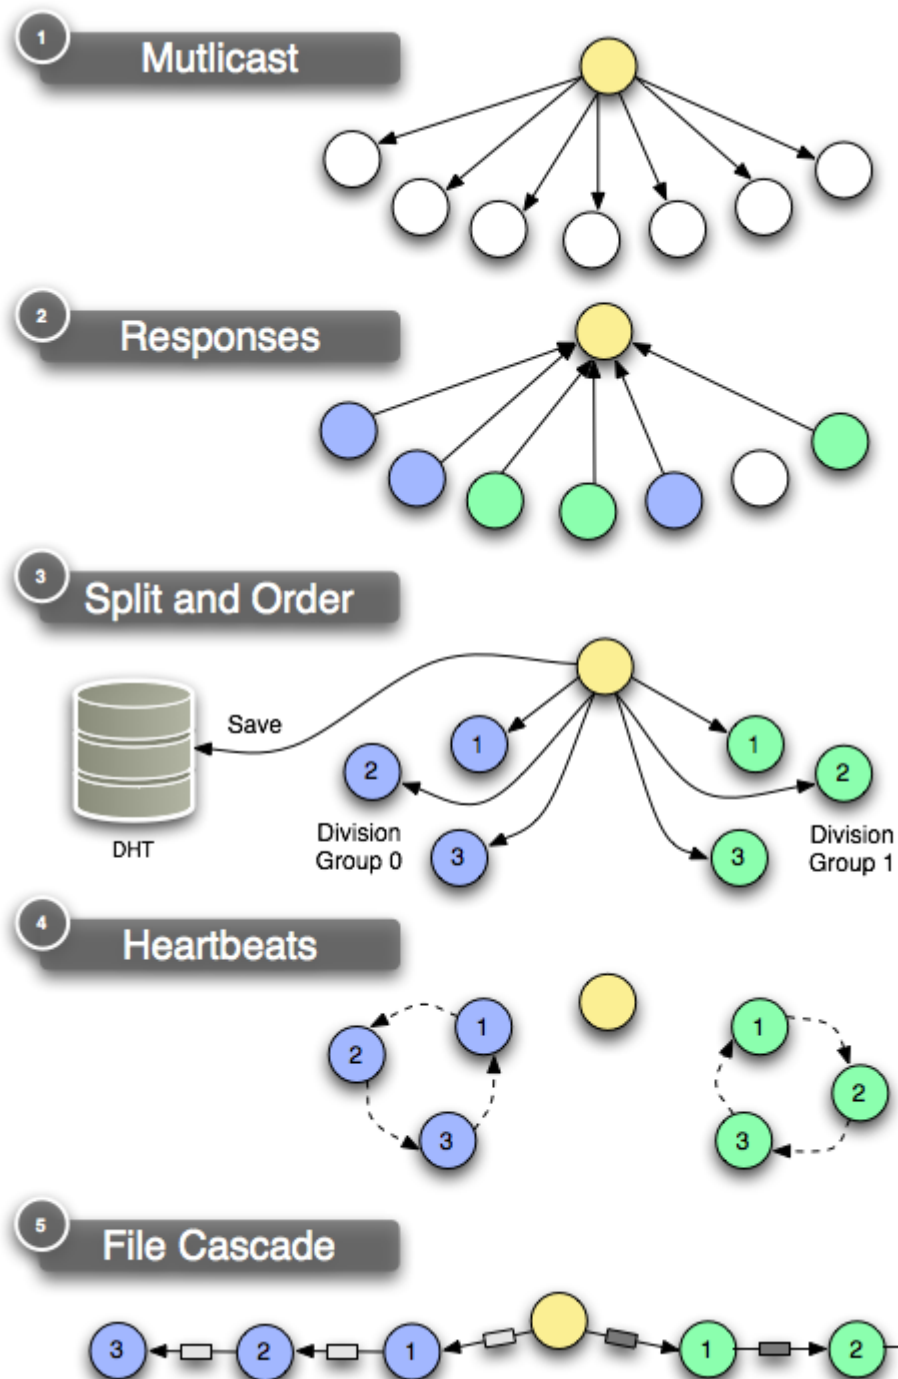 1
Mutlicast
2
Responses
3
Split and Order
Save
DHT
1
2
3
Division
Group 0
1
2
3
Division
Group 1
4
Heartbeats
1
2
3
1
2
3
5
File Cascade
3
2
1
1
2